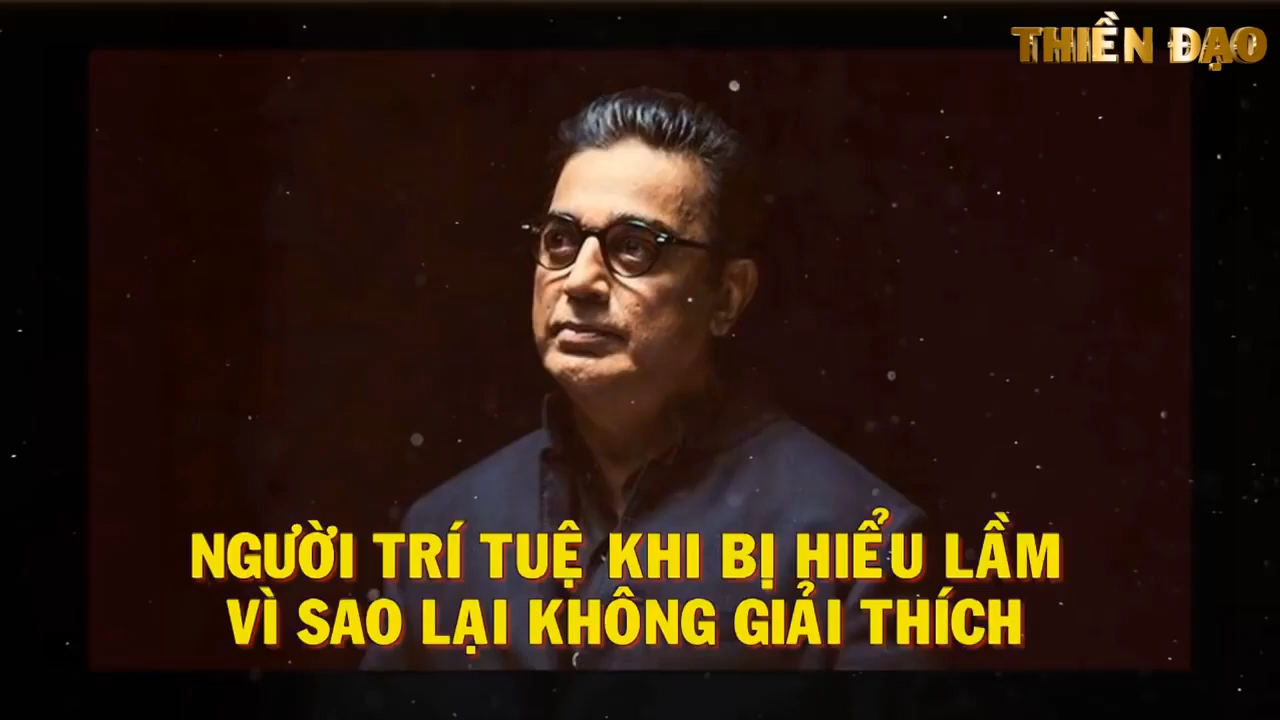 THIỀN ĐẠO
NGƯỜI TRÍ TUỆ KHI BỊ HIỂU LẦM
VÌ SAO LẠI KHÔNG GIẢI THÍCH